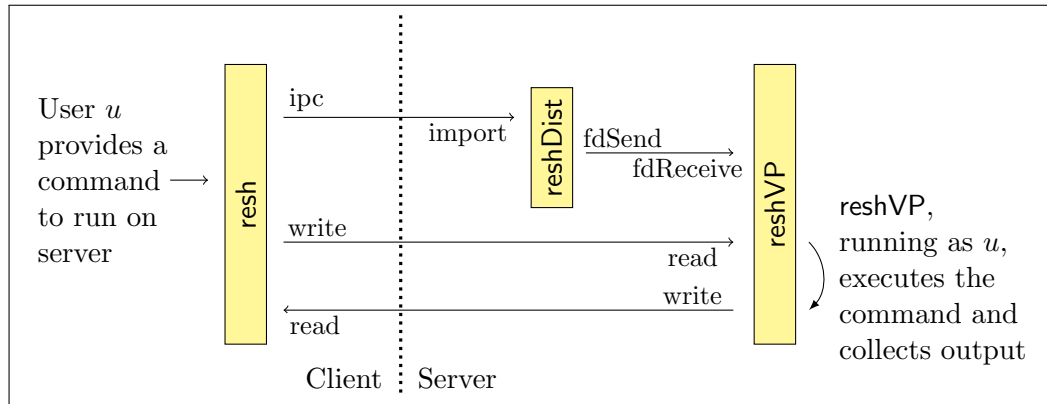 User u
provides a
command
to run on
server
resh
ipc
import
reshDist
fdSend
fdReceive
reshVP
write
read
write
read
reshVP,
running as u,
executes the
command and
collects output
Client
Server